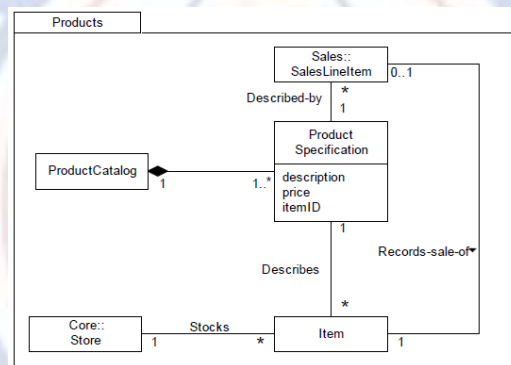 Products
Sales::
SalesLineItem
0..1
Described-by
*
1
Product
Specification
ProductCatalog
1
1..*
description
price
itemID
1
Records-sale-of
Describes
*
Core::
Store
Stocks
1
*
Item
1